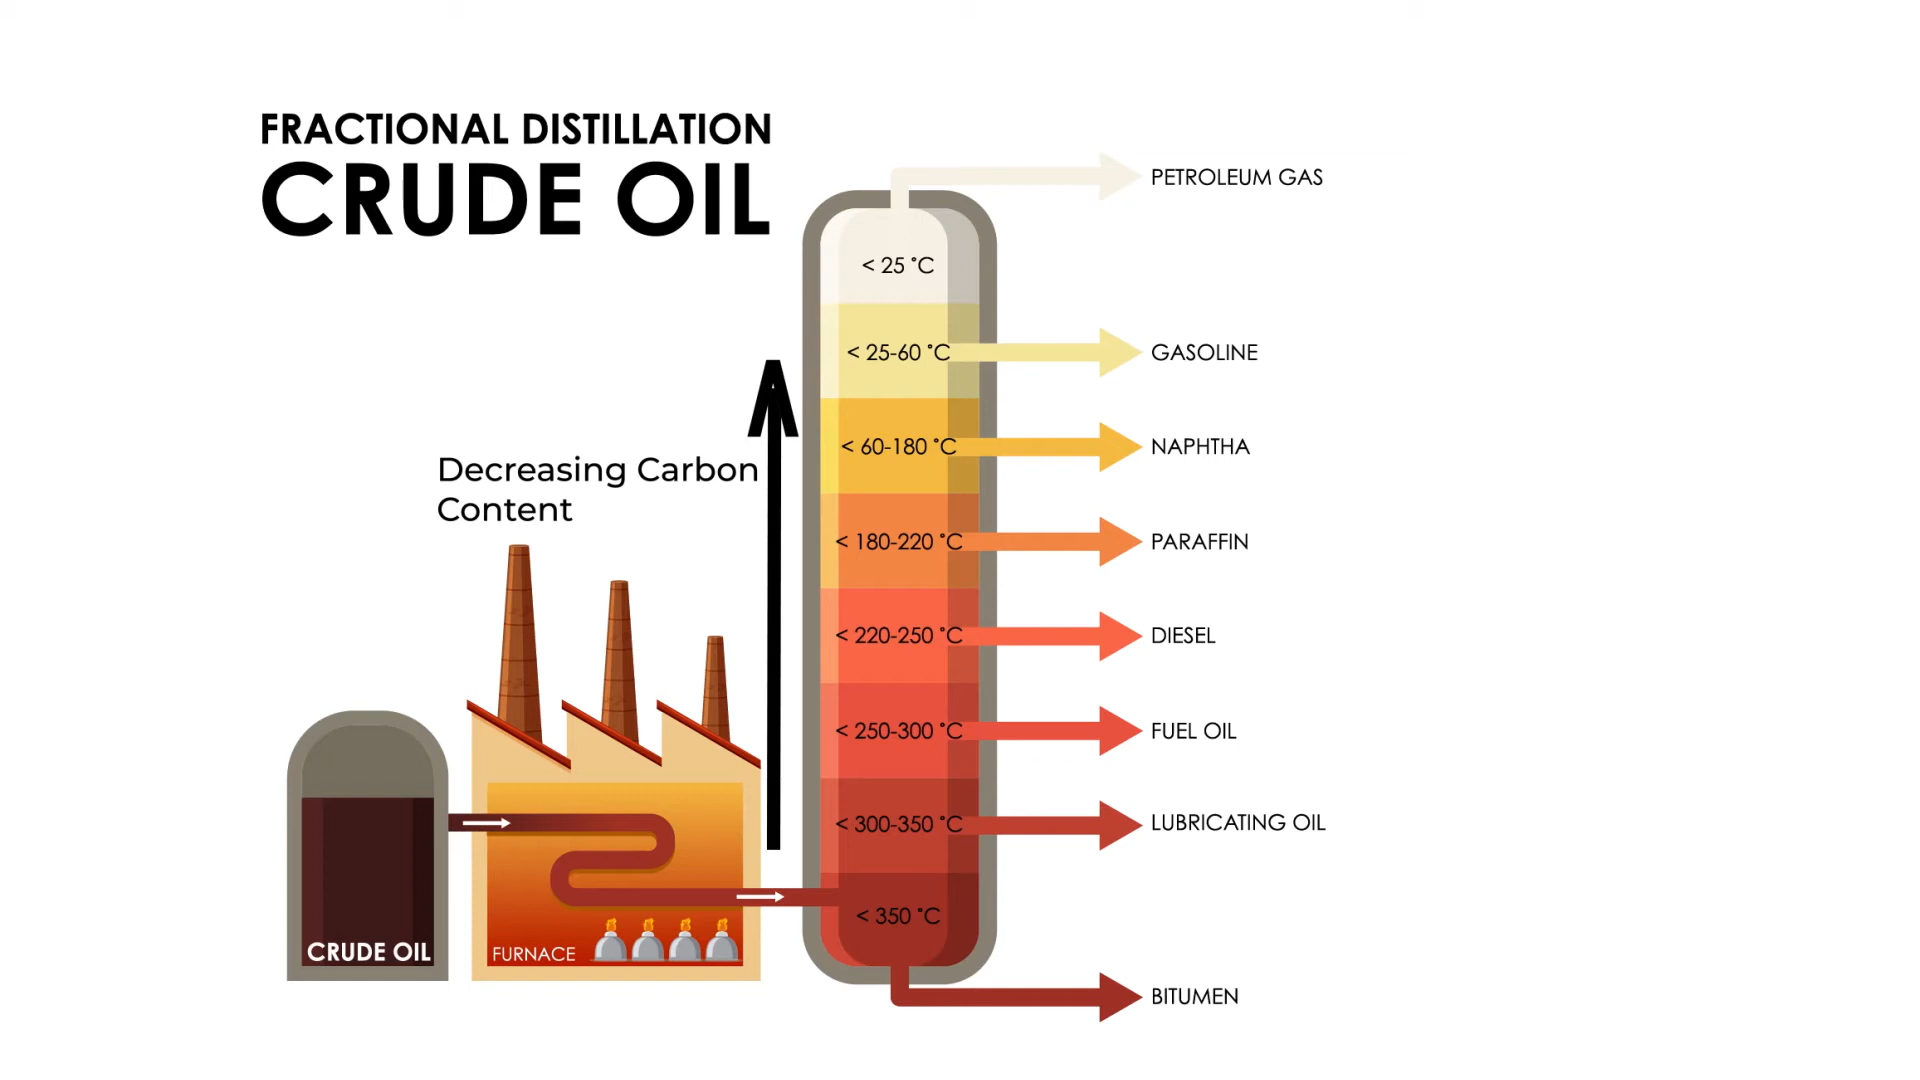 FRACTIONAL DISTILLATION
CRUDE OIL
PETROLEUM GAS
< 25 °C
< 25-60 °C
GASOLINE
< 60-180 °C
NAPHTHA
Decreasing Carbon
Content
< 180-220 °C
PARAFFIN
< 220-250 °C
DIESEL
< 250-300 °C
FUEL OIL
< 300-350 °C
LUBRICATING OIL
< 350 °C
CRUDE OIL
FURNACE
BITUMEN